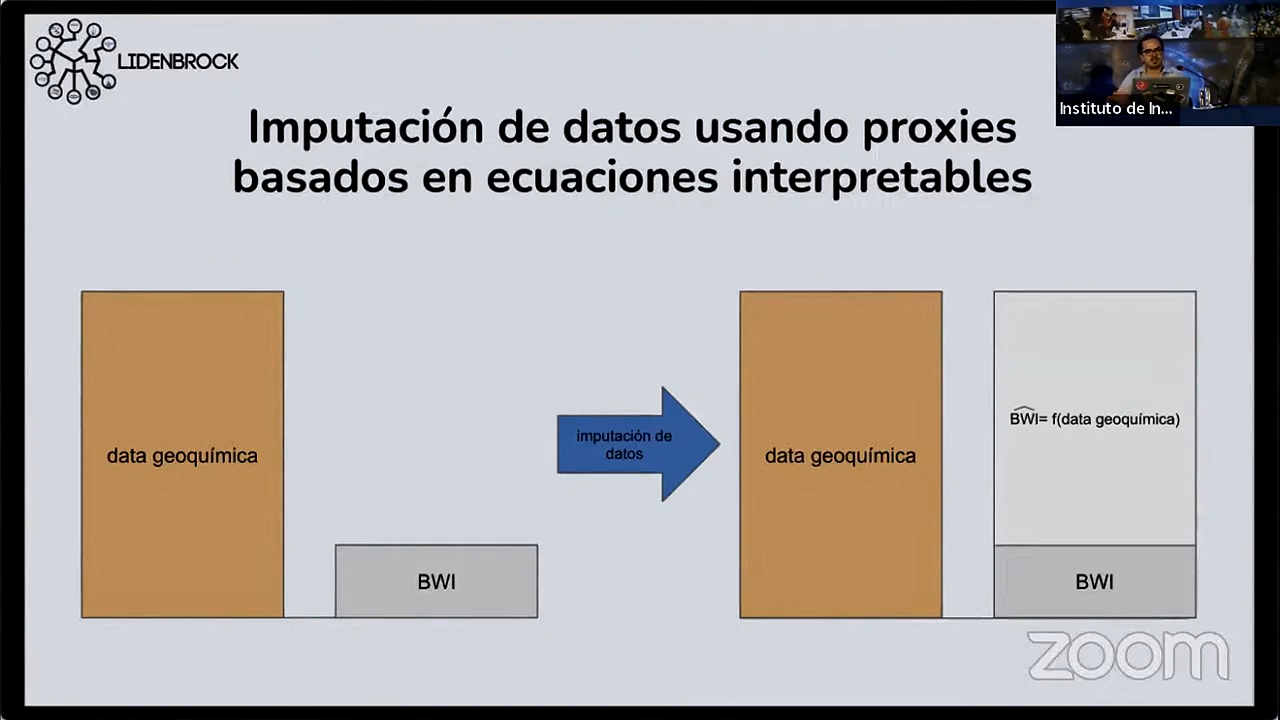 LIDENBROCK
Instituto de In...
Imputación de datos usando proxies
basados en ecuaciones interpretables
data geoquímica
BWI
imputación de
datos
data geoquímica
B͡WI= f(data geoquímica)
BWI
zoom